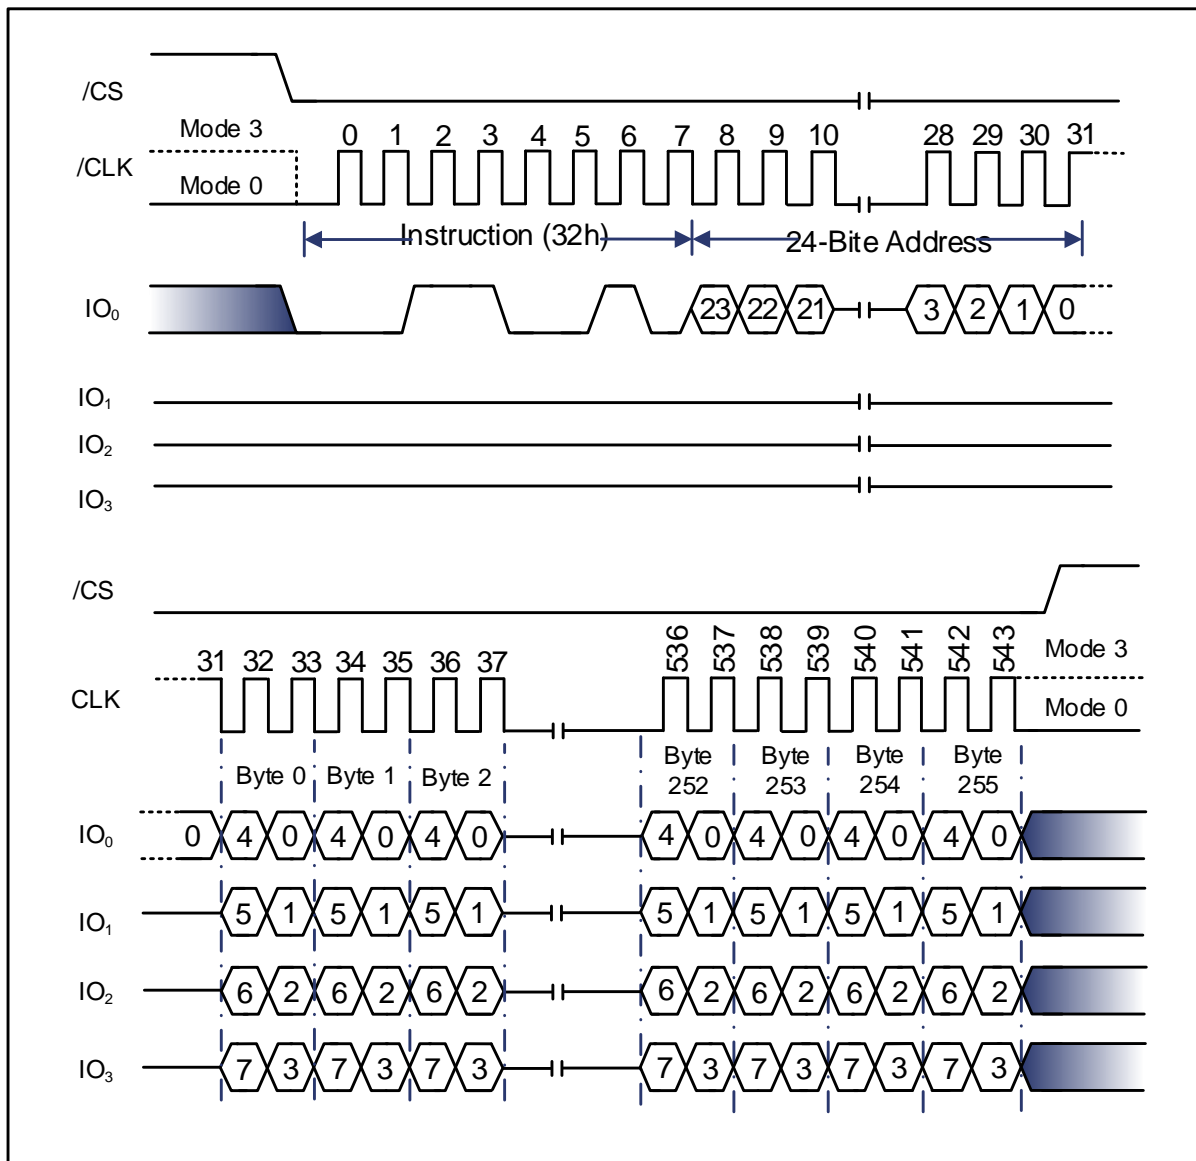 /CS
Mode 3
0 1 2 3 4 5 6 7 8 9 10 28 29 30 31
/CLK
Mode 0
Instruction (32h) 24-Bite Address
IO0 23 22 21 3 2 1 0
IO1
IO2
IO3
/CS
31 32 33 34 35 36 37 536 537 538 539 540 541 542 543 Mode 3
CLK Mode 0
Byte 0 Byte 1 Byte 2 Byte 252 Byte 253 Byte 254 Byte 255
IO0 0 4 0 4 0 4 0 4 0 4 0 4 0 4 0
IO1 5 1 5 1 5 1 5 1 5 1 5 1 5 1
IO2 6 2 6 2 6 2 6 2 6 2 6 2 6 2
IO3 7 3 7 3 7 3 7 3 7 3 7 3 7 3